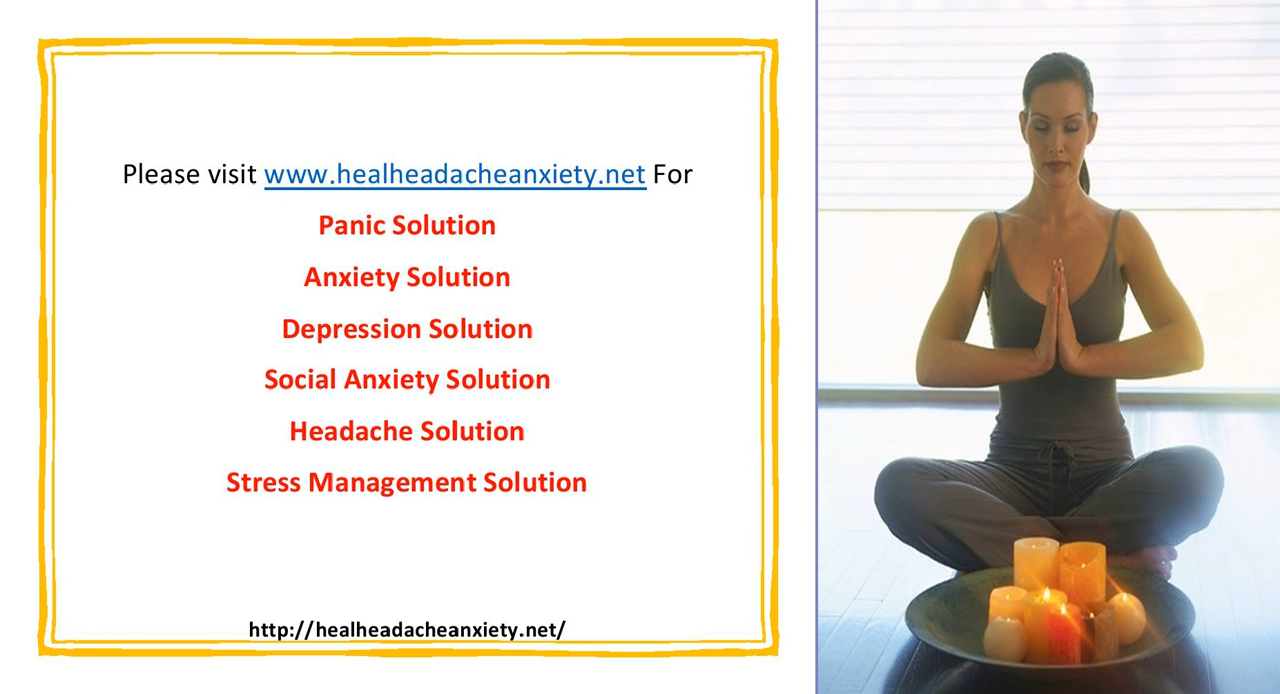 Please visit www.healheadacheanxiety.net For
Panic Solution
Anxiety Solution
Depression Solution
Social Anxiety Solution
Headache Solution
Stress Management Solution
http://healheadacheanxiety.net/